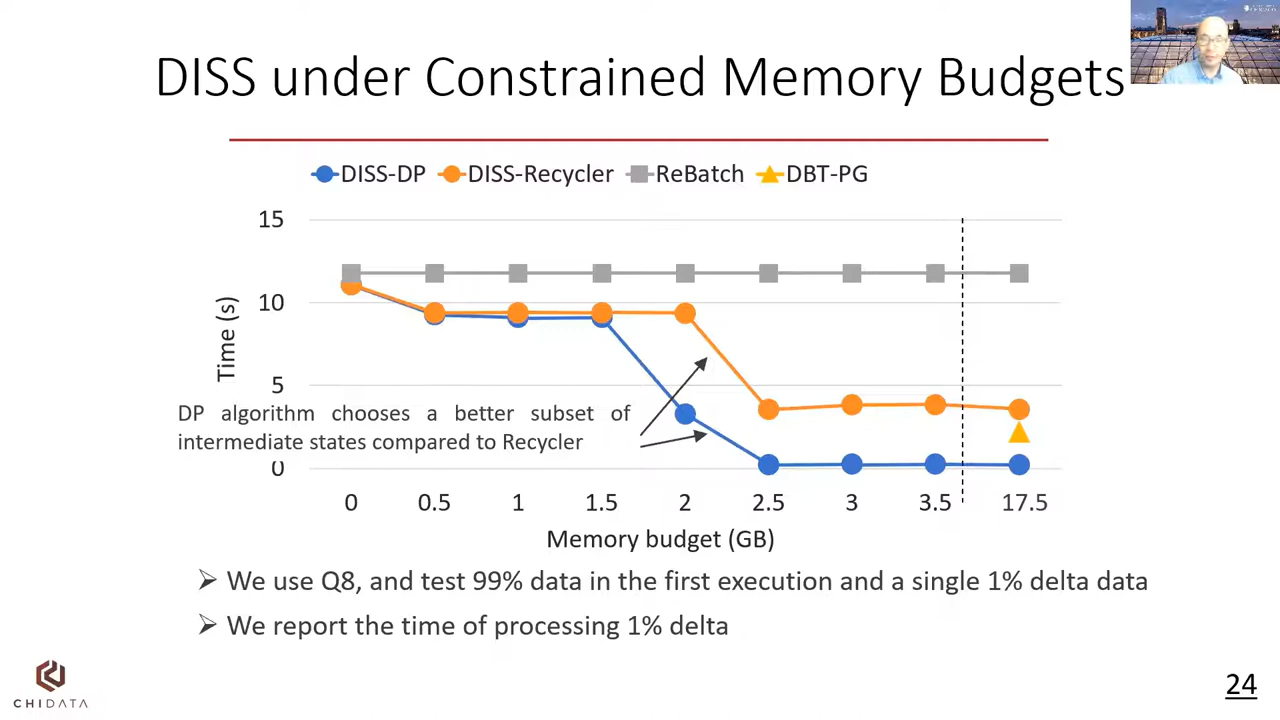 DISS under Constrained Memory Budgets
DISS-DP DISS-Recycler ReBatch DBT-PG
15
10
5
0
Time (s)
DP algorithm chooses a better subset of
intermediate states compared to Recycler
0 0.5 1 1.5 2 2.5 3 3.5 17.5
Memory budget (GB)
➢ We use Q8, and test 99% data in the first execution and a single 1% delta data
➢ We report the time of processing 1% delta
CHIDATA
24